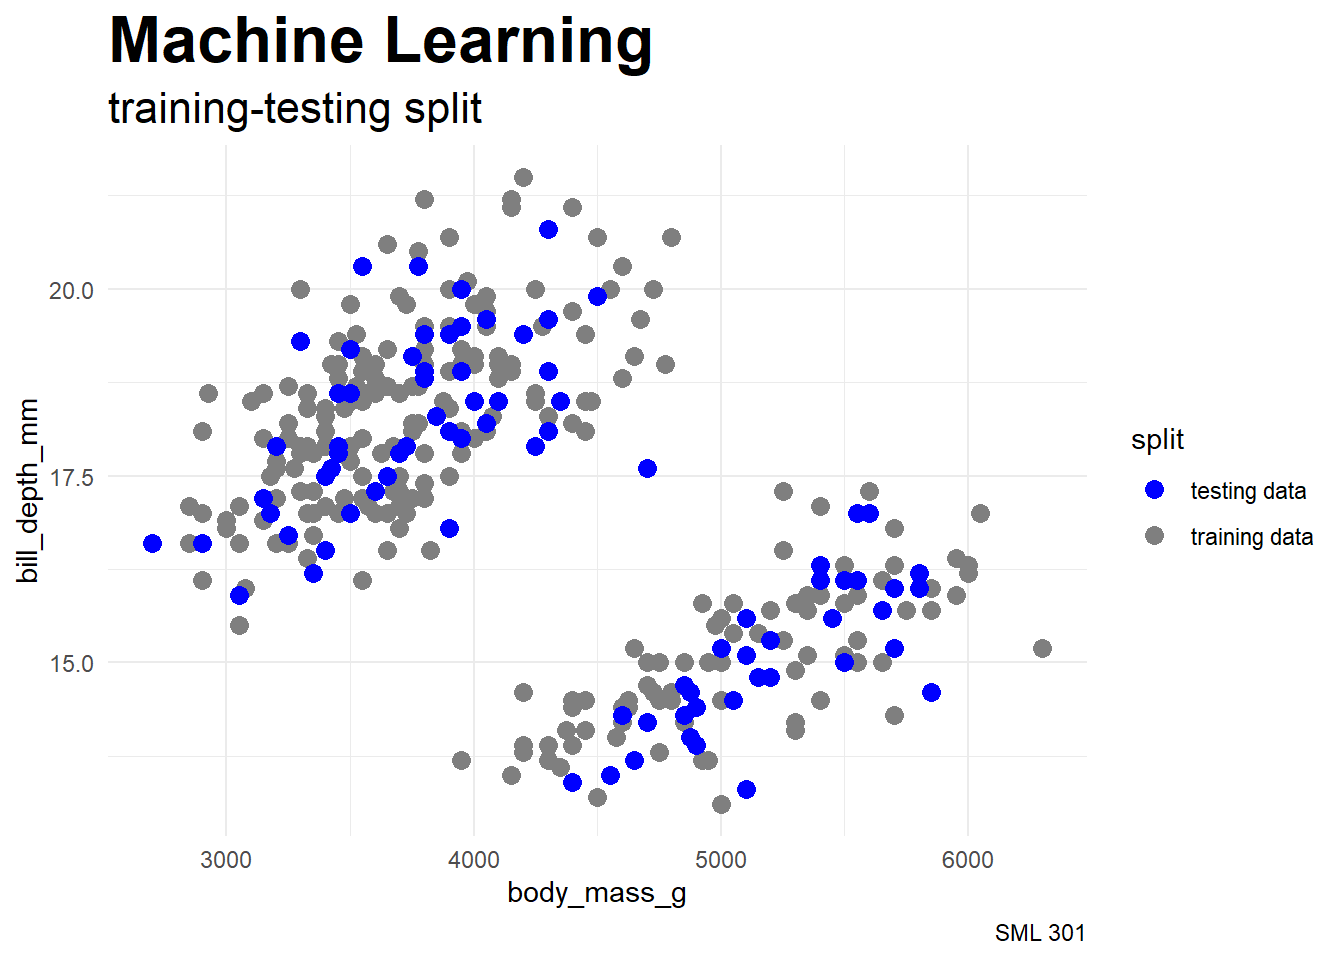 Machine Learning
training-testing split
20.0
17.5
15.0
bill_depth_mm
3000 4000 5000 6000
body_mass_g
split
testing data
training data
SML 301